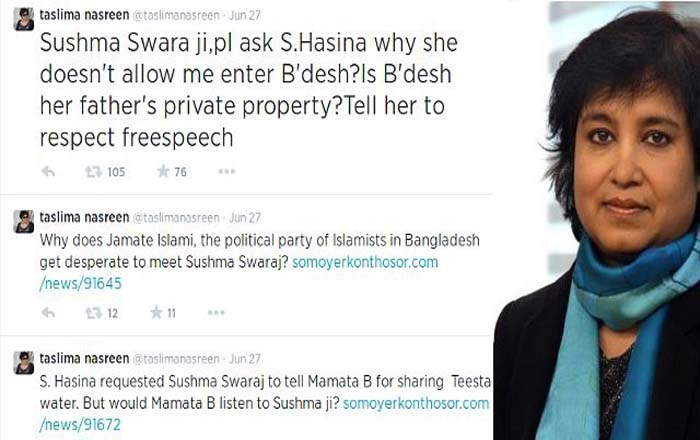 taslima nasreen @taslimanasreen · Jun 27
Sushma Swara ji,pl ask S.Hasina why she
doesn't allow me enter B'desh?Is B'desh
her father's private property?Tell her to
respect freespeech
105 76
taslima nasreen @taslimanasreen · Jun 27
Why does Jamate Islami, the political party of Islamists in Bangladesh
get desperate to meet Sushma Swaraj? somoyerkonthosor.com
/news/91645
12 11
taslima nasreen @taslimanasreen · Jun 27
S. Hasina requested Sushma Swaraj to tell Mamata B for sharing Teesta
water. But would Mamata B listen to Sushma ji? somoyerkonthosor.com
/news/91672